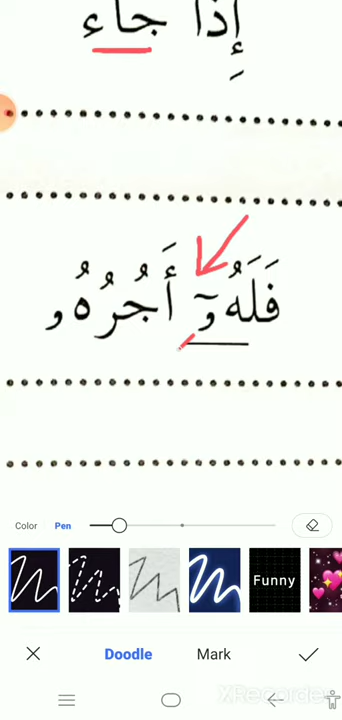 إِذَا جَاء
فَلَهُۥٓ أَجُرُهُۥ
Color Pen
Funny
Doodle Mark
XRecorder